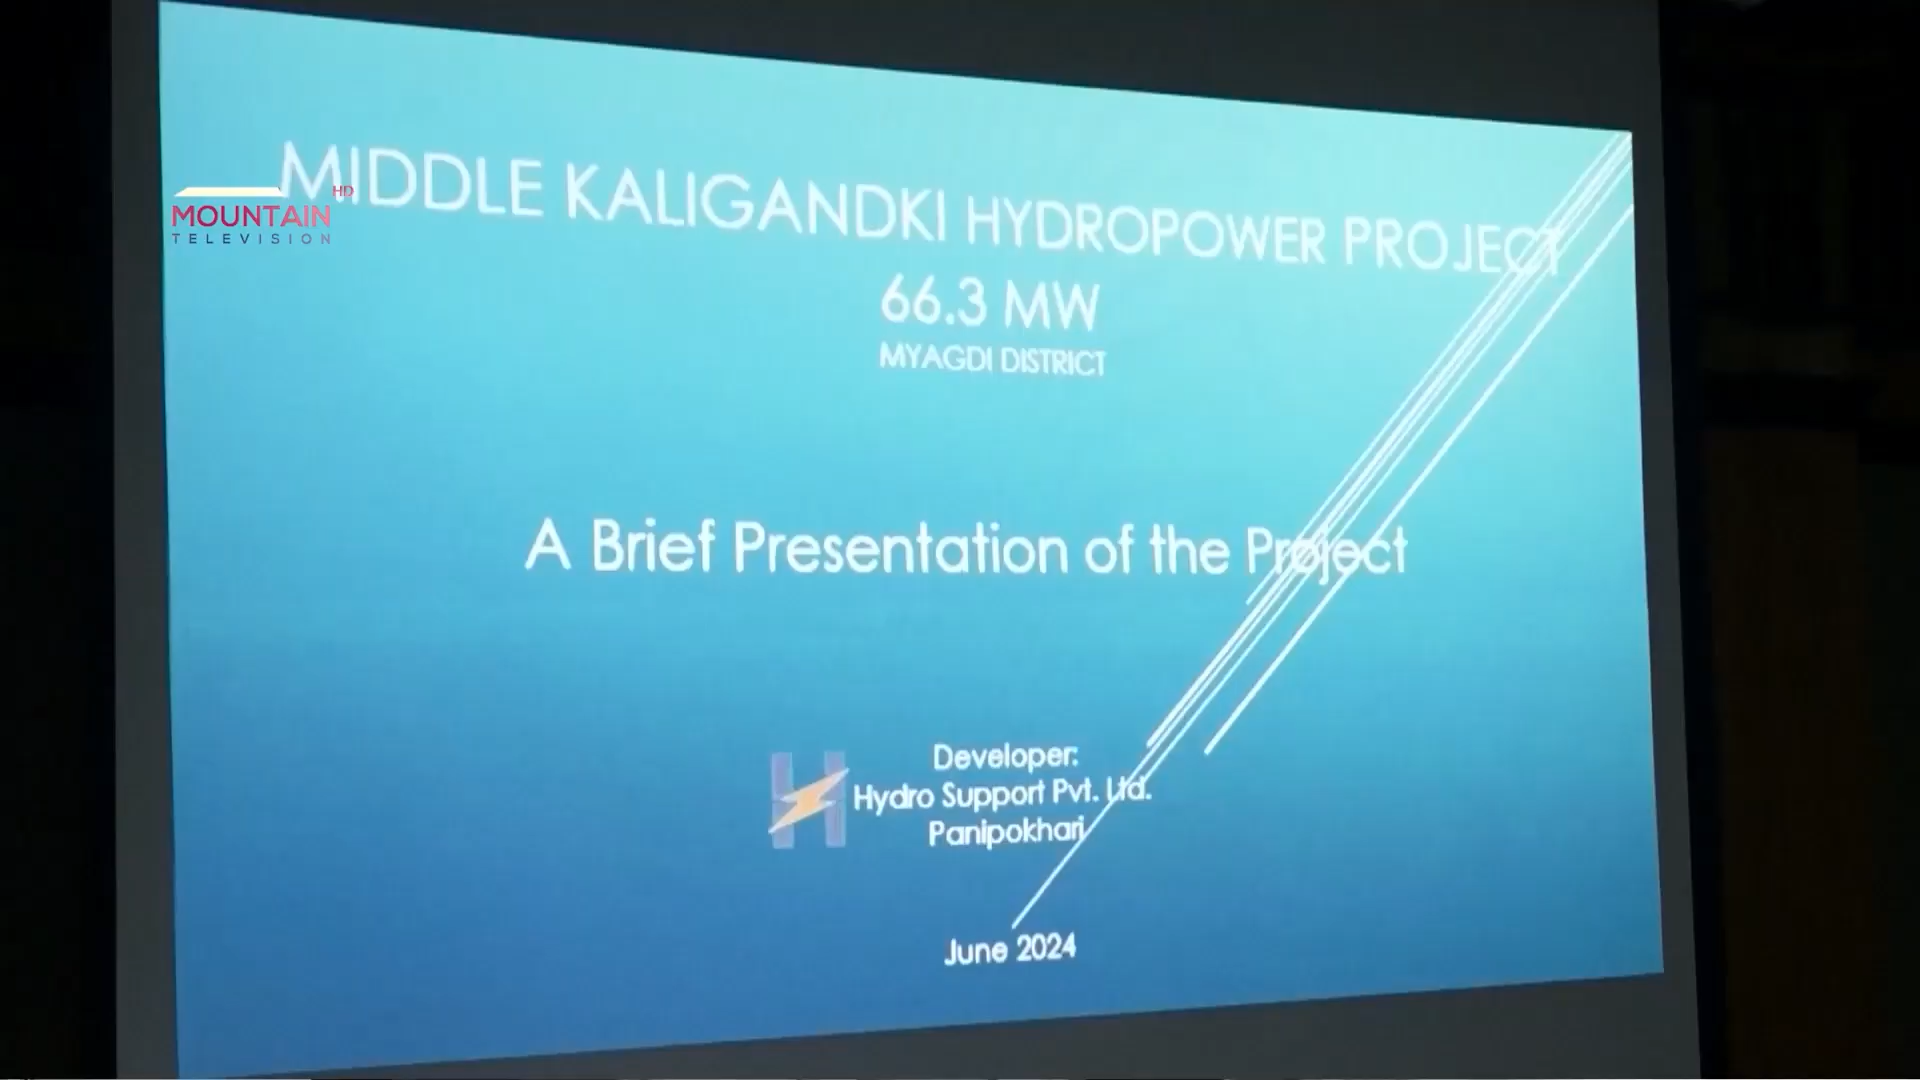 MIDDLE KALIGANDKI HYDROPOWER PROJECT
66.3 MW
MYAGDI DISTRICT
HD
MOUNTAIN
TELEVISION
A Brief Presentation of the Project
Developer:
Hydro Support Pvt. Ltd.
Panipokhari
June 2024